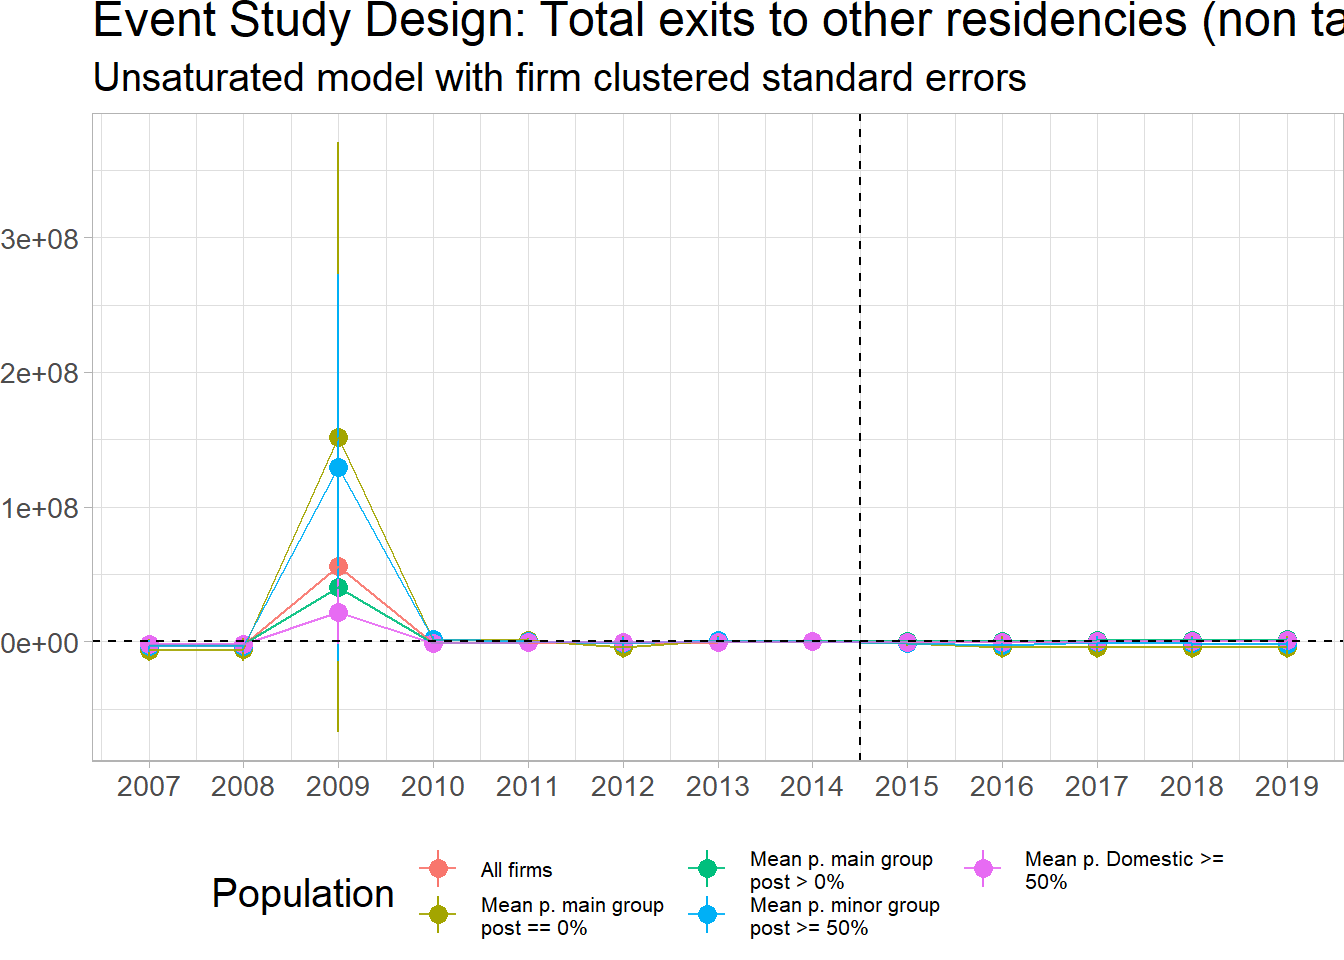 Event Study Design: Total exits to other residencies (non ta
Unsaturated model with firm clustered standard errors
3e+08
2e+08
1e+08
0e+00
2007 2008 2009 2010 2011 2012 2013 2014 2015 2016 2017 2018 2019
Population
All firms
Mean p. main group
post == 0%
Mean p. main group
post > 0%
Mean p. minor group
post >= 50%
Mean p. Domestic >=
50%